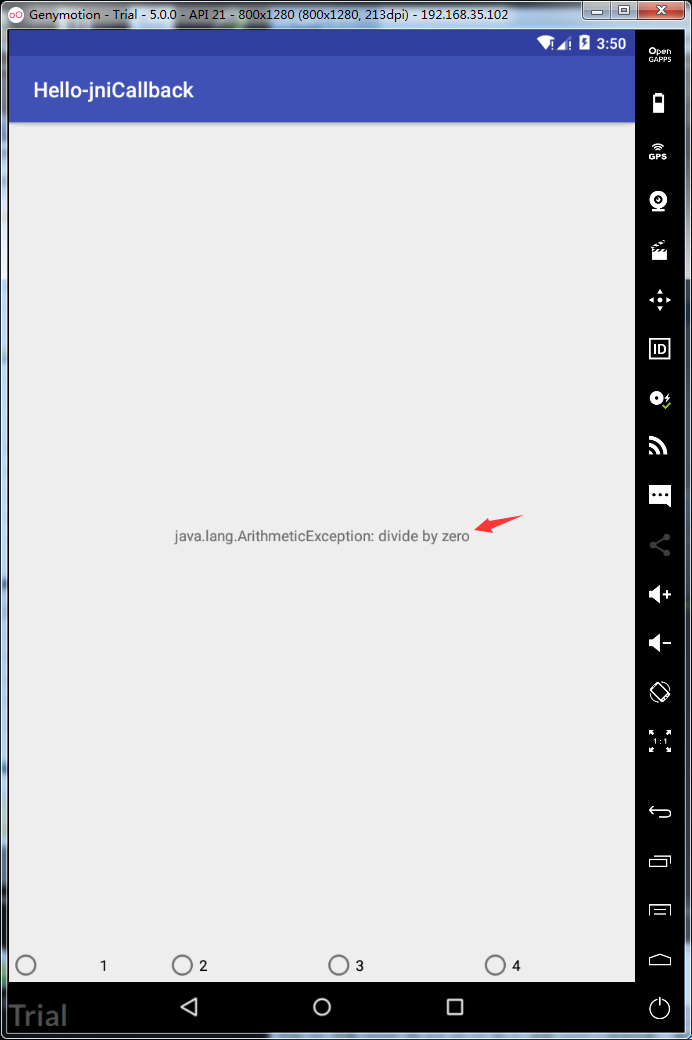 Genymotion - Trial - 5.0.0 - API 21 - 800x1280 (800x1280, 213dpi) - 192.168.35.102
3:50
Open
GAPPS
Hello-jniCallback
GPS
ID
java.lang.ArithmeticException: divide by zero
1:1
1 2 3 4
Trial